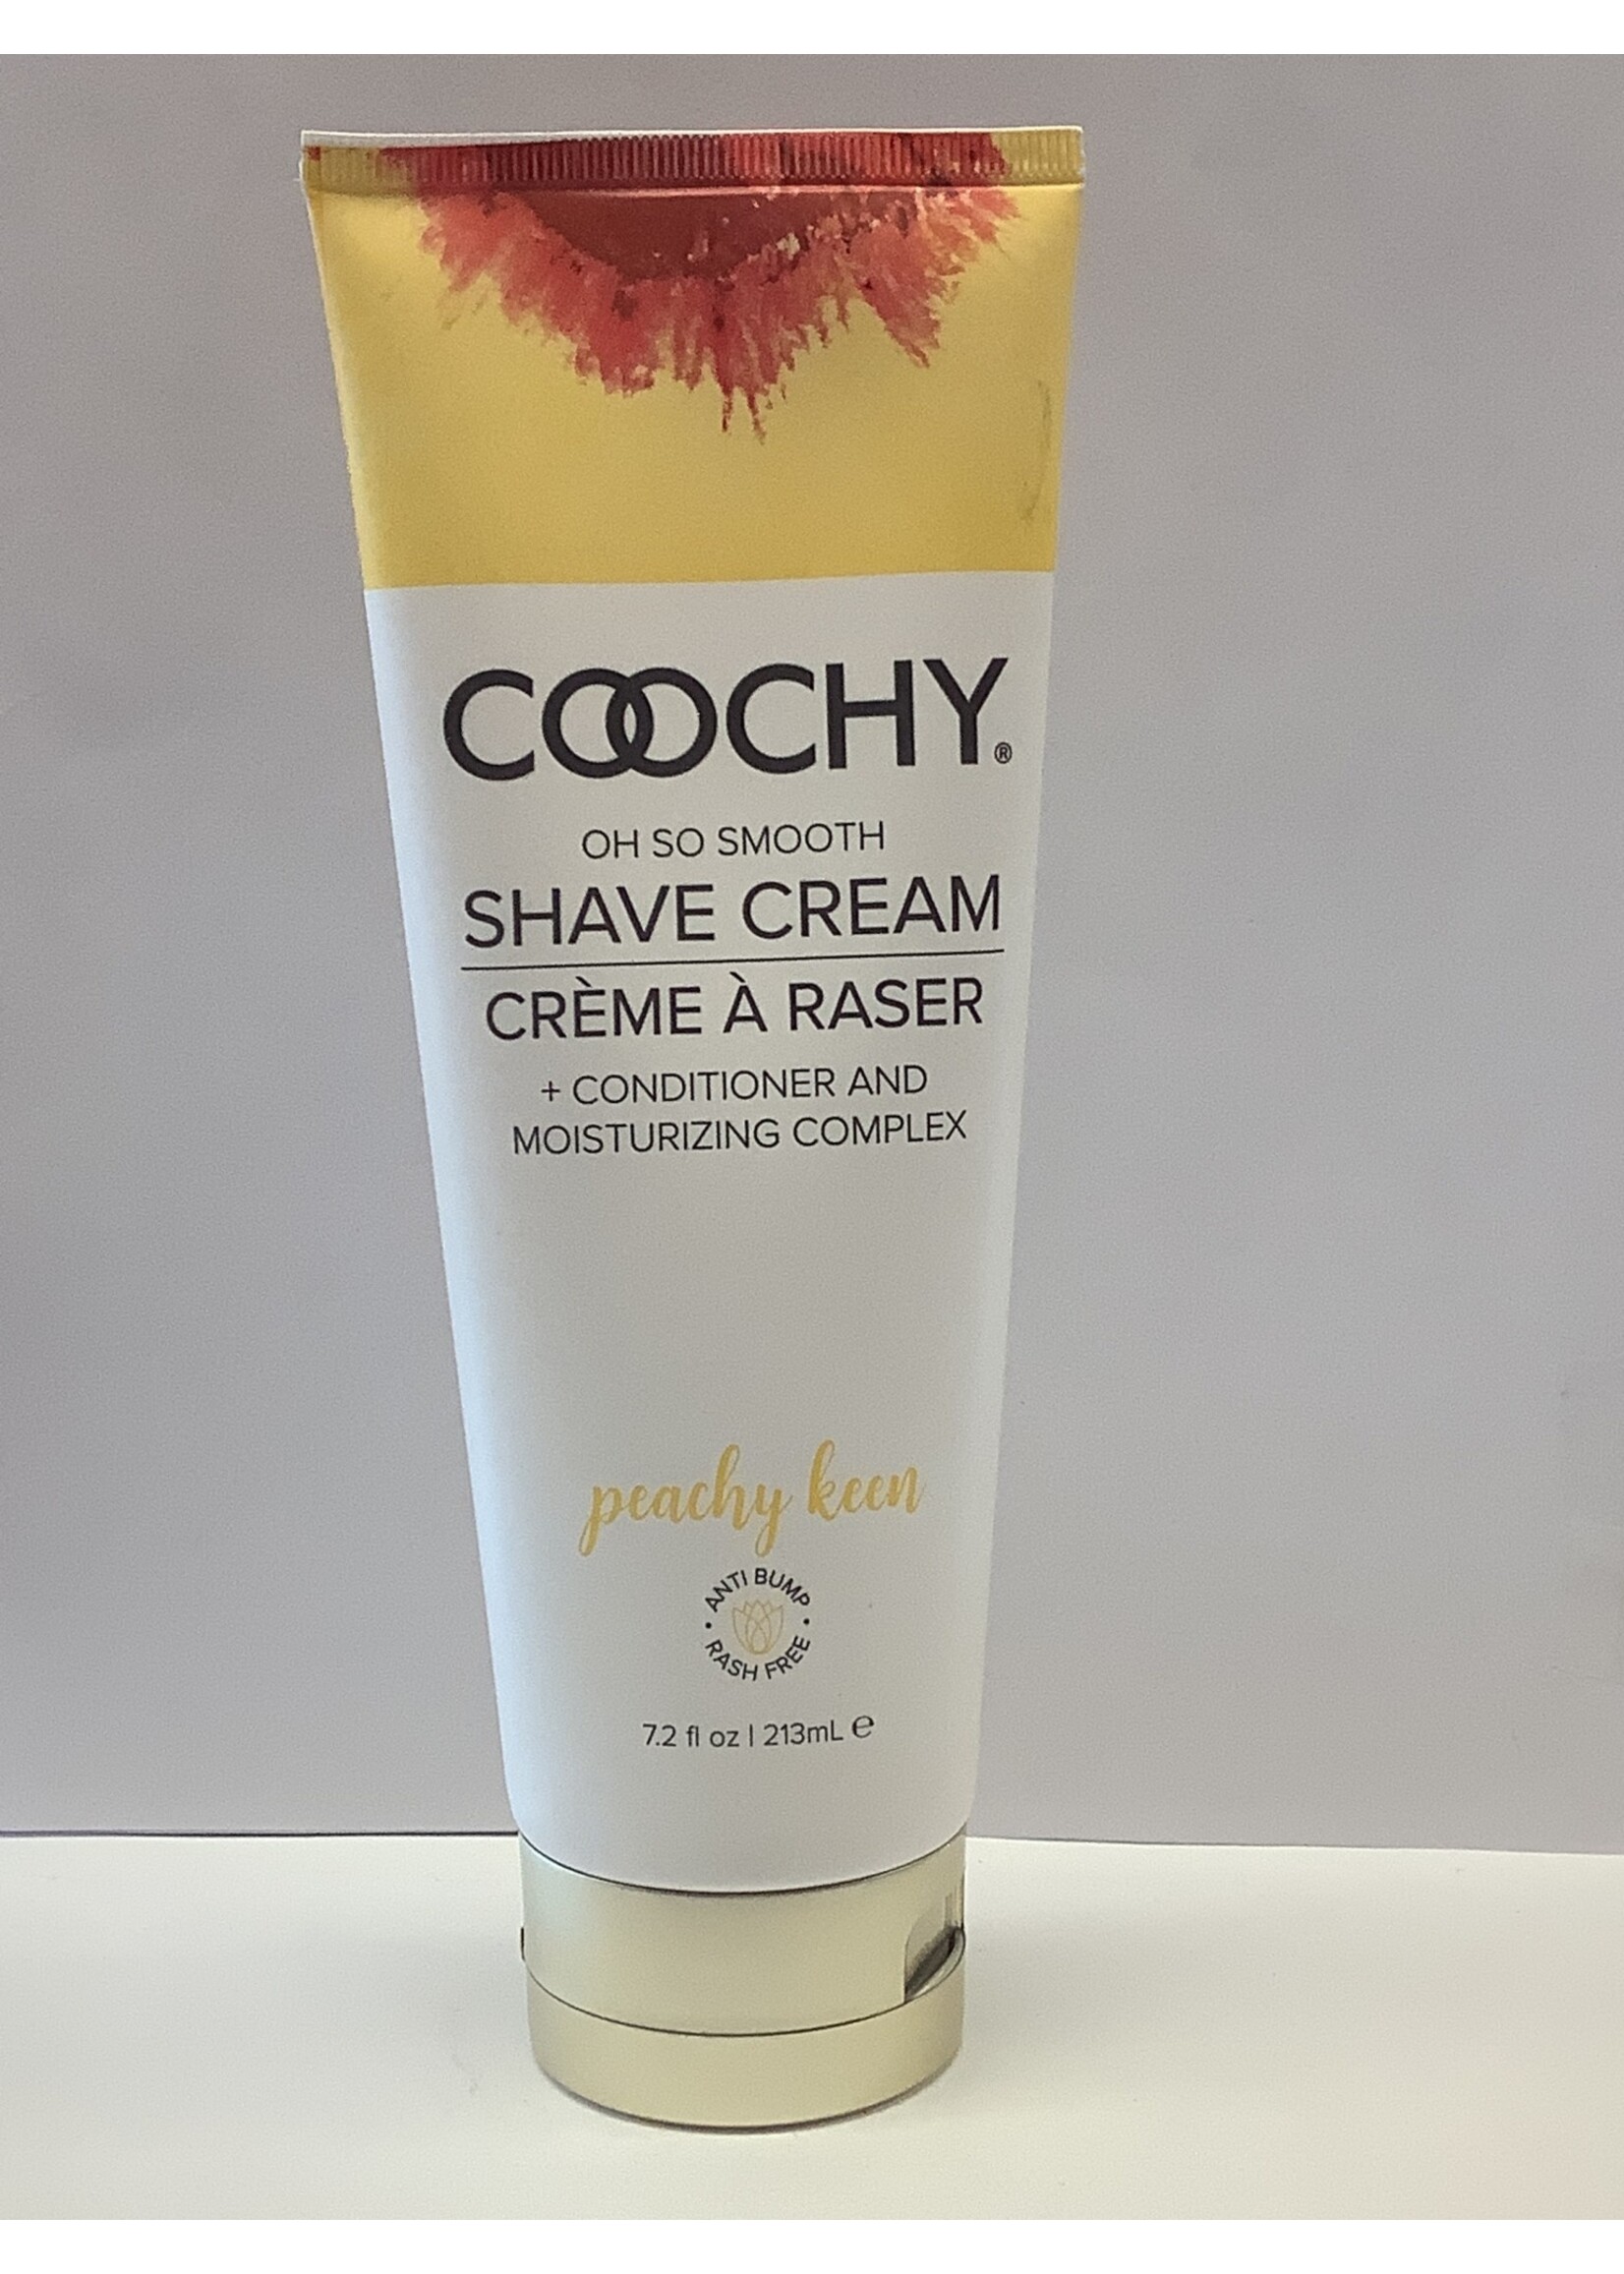 COOCHY®
OH SO SMOOTH
SHAVE CREAM
CRÈME À RASER
+ CONDITIONER AND
MOISTURIZING COMPLEX
peachy keen
ANTI BUMP
• RASH FREE •
7.2 fl oz | 213mL ℮